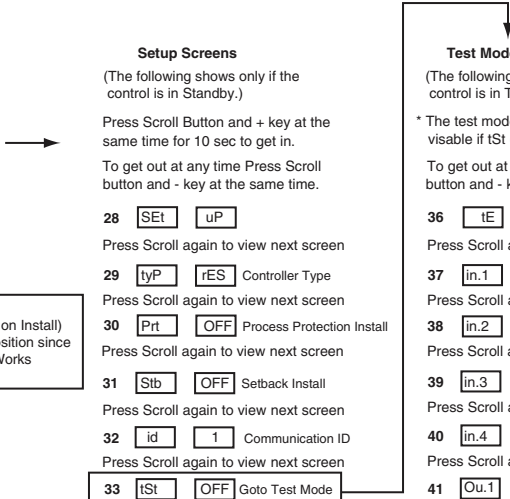 Setup Screens
(The following shows only if the
control is in Standby.)
Press Scroll Button and + key at the
same time for 10 sec to get in.
To get out at any time Press Scroll
button and - key at the same time.
28 SEt uP
Press Scroll again to view next screen
29 tyP rES Controller Type
Press Scroll again to view next screen
30 Prt OFF Process Protection Install
Press Scroll again to view next screen
31 Stb OFF Setback Install
Press Scroll again to view next screen
32 id 1 Communication ID
Press Scroll again to view next screen
33 tSt OFF Goto Test Mode
on Install)
sition since
Works
Test Mod
(The following
control is in T
* The test mod
visable if tSt
To get out at
button and - k
36 tE
Press Scroll a
37 in.1
Press Scroll a
38 in.2
Press Scroll a
39 in.3
Press Scroll a
40 in.4
Press Scroll a
41 Ou.1